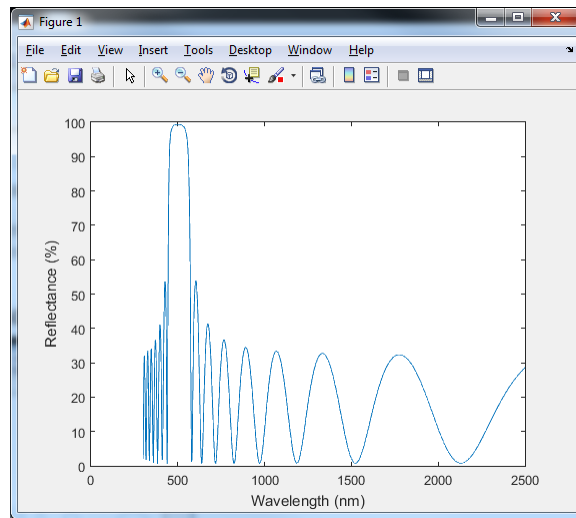 Figure 1
File Edit View Insert Tools Desktop Window Help
100
90
80
70
60
50
40
30
20
10
0
Reflectance (%)
0 500 1000 1500 2000 2500
Wavelength (nm)